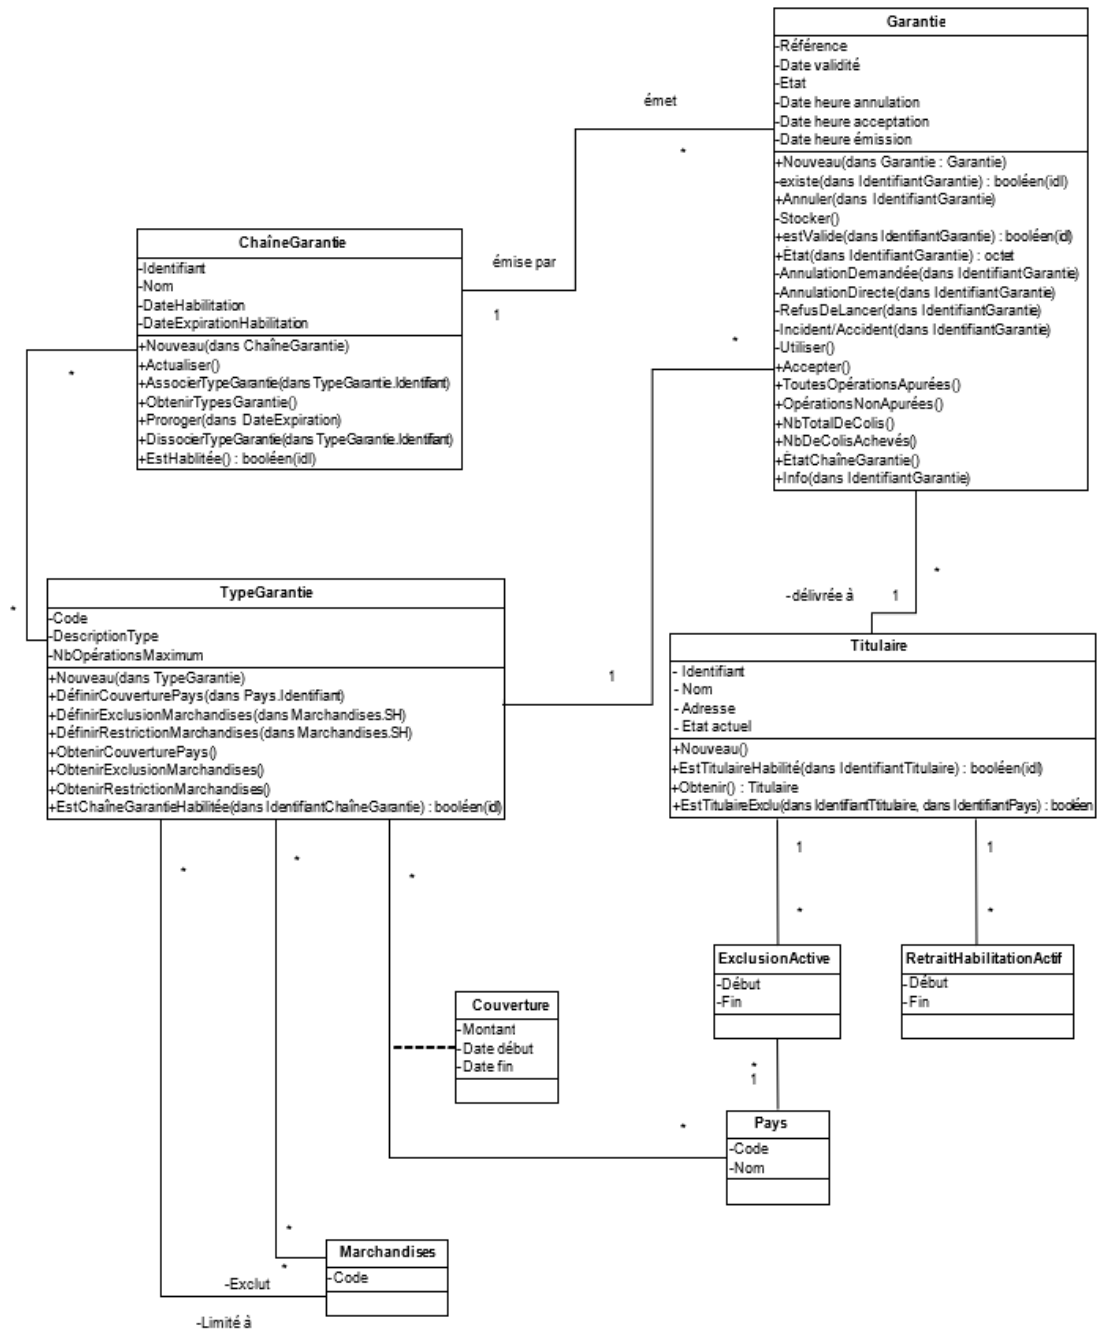 Garantie
-Référence
-Date validité
-Etat
-Date heure annulation
-Date heure acceptation
-Date heure émission
+Nouveau(dans Garantie : Garantie)
-existe(dans IdentifiantGarantie) : booléen(idl)
+Annuler(dans IdentifiantGarantie)
-Stocker()
+estValide(dans IdentifiantGarantie) : booléen(idl)
+État(dans IdentifiantGarantie) : octet
-AnnulationDemandée(dans IdentifiantGarantie)
-AnnulationDirecte(dans IdentifiantGarantie)
-RefusDeLancer(dans IdentifiantGarantie)
-Incident/Accident(dans IdentifiantGarantie)
-Utiliser()
+Accepter()
+ToutesOpérationsApurées()
+OpérationsNonApurées()
+NbTotalDeColis()
+NbDeColisAchevés()
+ÉtatChaîneGarantie()
+Info(dans IdentifiantGarantie)
émet
*
émise par
1
ChaîneGarantie
-Identifiant
-Nom
-DateHabilitation
-DateExpirationHabilitation
+Nouveau(dans ChaîneGarantie)
+Actualiser()
+AssocierTypeGarantie(dans TypeGarantie.Identifiant)
+ObtenirTypesGarantie()
+Proroger(dans DateExpiration)
+DissocierTypeGarantie(dans TypeGarantie.Identifiant)
+EstHablitée() : booléen(idl)
*
*
*
1
TypeGarantie
-Code
-DescriptionType
-NbOpérationsMaximum
+Nouveau(dans TypeGarantie)
+DéfinirCouverturePays(dans Pays.Identifiant)
+DéfinirExclusionMarchandises(dans Marchandises.SH)
+DéfinirRestrictionMarchandises(dans Marchandises.SH)
+ObtenirCouverturePays()
+ObtenirExclusionMarchandises()
+ObtenirRestrictionMarchandises()
+EstChaîneGarantieHabilitée(dans IdentifiantChaîneGarantie) : booléen(idl)
*
-délivrée à
1
Titulaire
- Identifiant
- Nom
- Adresse
- Etat actuel
+Nouveau()
+EstTitulaireHabilité(dans IdentifiantTitulaire) : booléen(idl)
+Obtenir() : Titulaire
+EstTitulaireExclu(dans IdentifiantTtitulaire, dans IdentifiantPays) : booléen
*
*
*
1
*
1
*
ExclusionActive
-Début
-Fin
RetraitHabilitationActif
-Début
-Fin
Couverture
-Montant
-Date début
-Date fin
*
1
*
Pays
-Code
-Nom
*
*
Marchandises
-Code
-Exclut
-Limité à